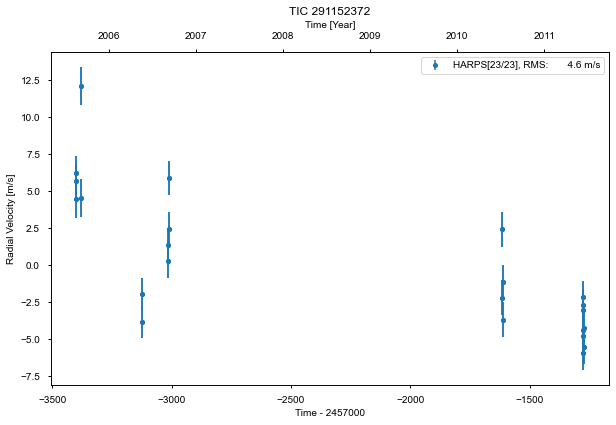 TIC 291152372
Time [Year]
2006 2007 2008 2009 2010 2011
HARPS[23/23], RMS: 4.6 m/s
Radial Velocity [m/s]
12.5
10.0
7.5
5.0
2.5
0.0
−2.5
−5.0
−7.5
−3500 −3000 −2500 −2000 −1500
Time - 2457000